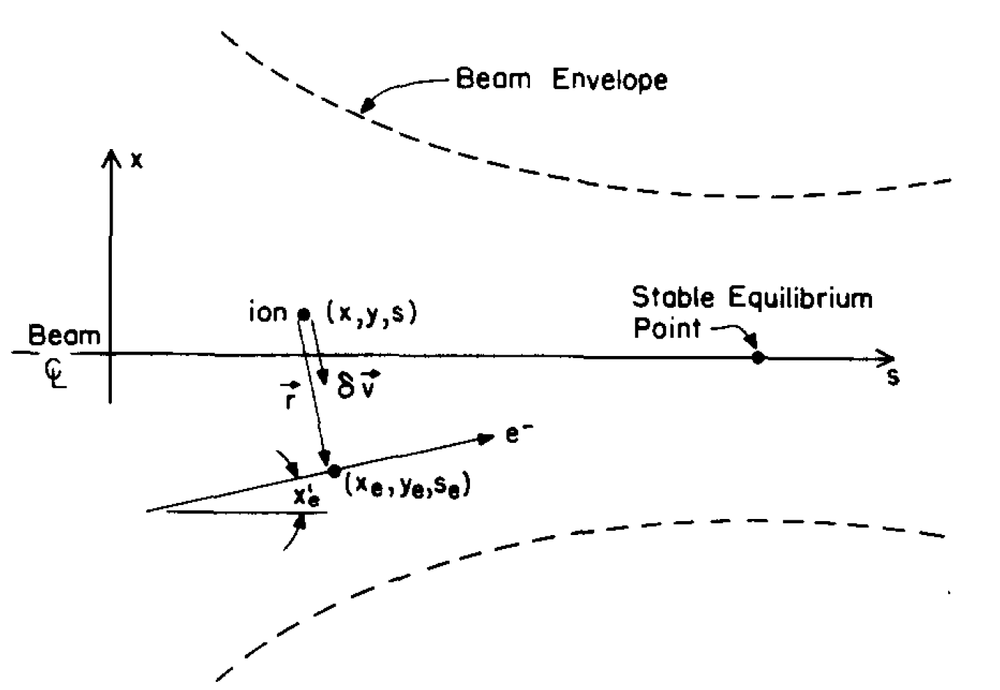 Beam Envelope
x
Stable Equilibrium
Point
ion (x,y,s)
Beam
℄
s
δv⃗
r⃗
e⁻
(xₑ,yₑ,sₑ)
x′ₑ